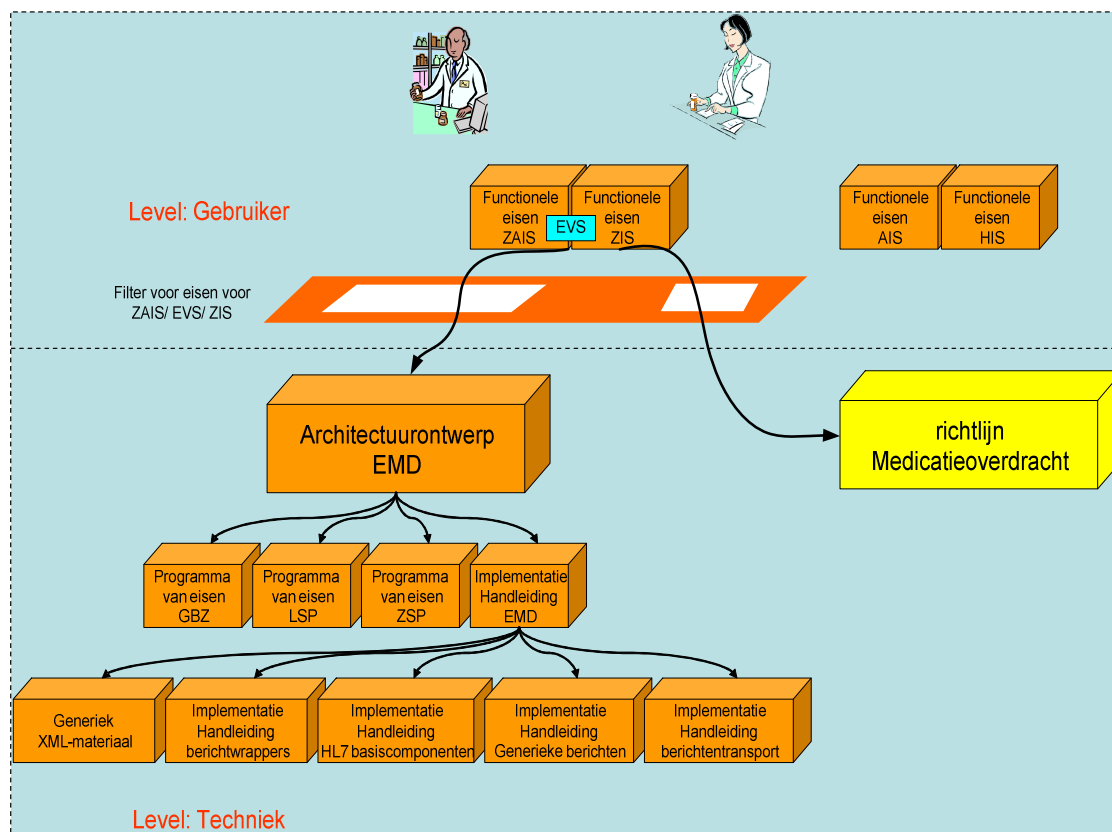 Functionele
eisen
ZAIS
Functionele
eisen
ZIS
EVS
Functionele
eisen
AIS
Functionele
eisen
HIS
Level: Gebruiker
Filter voor eisen voor
ZAIS/ EVS/ ZIS
Architectuurontwerp
EMD
richtlijn
Medicatieoverdracht
Programma
van eisen
GBZ
Programma
van eisen
LSP
Programma
van eisen
ZSP
Implementatie
Handleiding
EMD
Generiek
XML-materiaal
Implementatie
Handleiding
berichtwrappers
Implementatie
Handleiding
HL7 basiscomponenten
Implementatie
Handleiding
Generieke berichten
Implementatie
Handleiding
berichtentransport
Level: Techniek